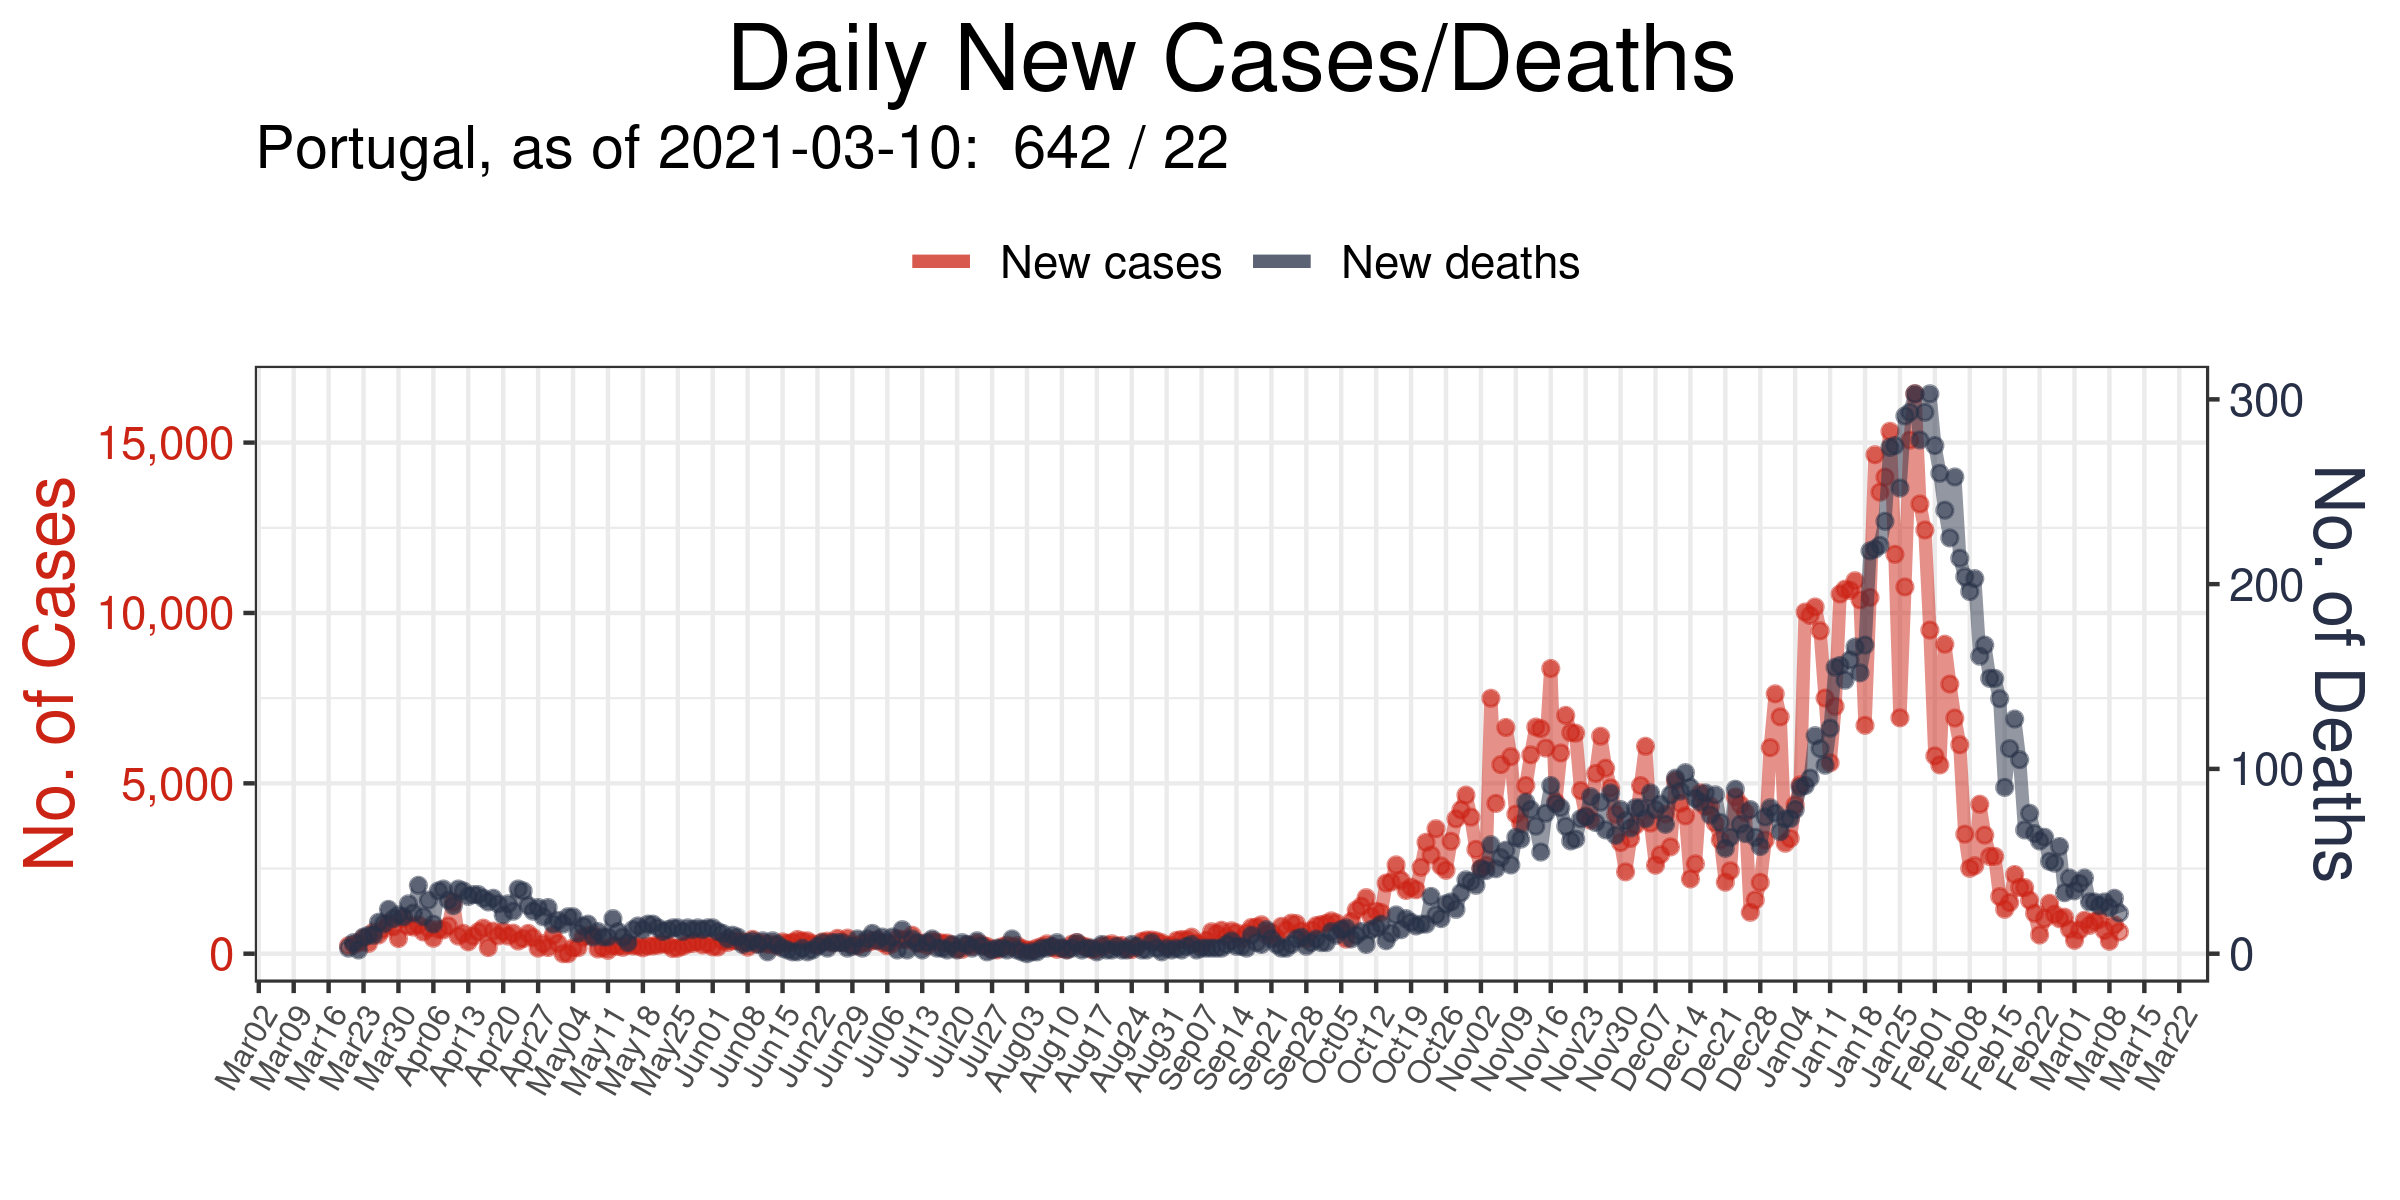 Daily New Cases/Deaths
Portugal, as of 2021-03-10:  642 / 22
New cases New deaths
No. of Cases
15,000
10,000
5,000
0
300
200
100
0
No. of Deaths
Mar02 Mar09 Mar16 Mar23 Mar30 Apr06 Apr13 Apr20 Apr27 May04 May11 May18 May25 Jun01 Jun08 Jun15 Jun22 Jun29 Jul06 Jul13 Jul20 Jul27 Aug03 Aug10 Aug17 Aug24 Aug31 Sep07 Sep14 Sep21 Sep28 Oct05 Oct12 Oct19 Oct26 Nov02 Nov09 Nov16 Nov23 Nov30 Dec07 Dec14 Dec21 Dec28 Jan04 Jan11 Jan18 Jan25 Feb01 Feb08 Feb15 Feb22 Mar01 Mar08 Mar15 Mar22